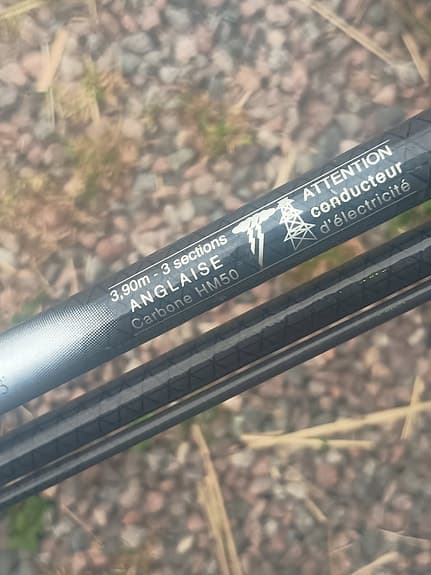 3,90m - 3 sections
ANGLAISE
Carbone HM50
ATTENTION
conducteur
d'électricité